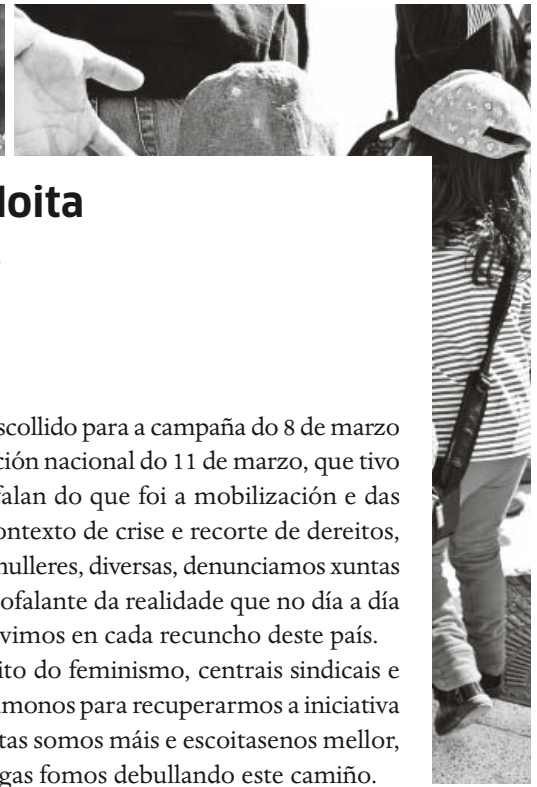 loita
scollido para a campaña do 8 de marzo
ción nacional do 11 de marzo, que tivo
falan do que foi a mobilización e das
ontexto de crise e recorte de dereitos,
nulleres, diversas, denunciamos xuntas
ofalante da realidade que no día a día
vimos en cada recuncho deste país.
ito do feminismo, centrais sindicais e
monos para recuperarmos a iniciativa
tas somos máis e escoitasenos mellor,
gas fomos debullando este camiño.